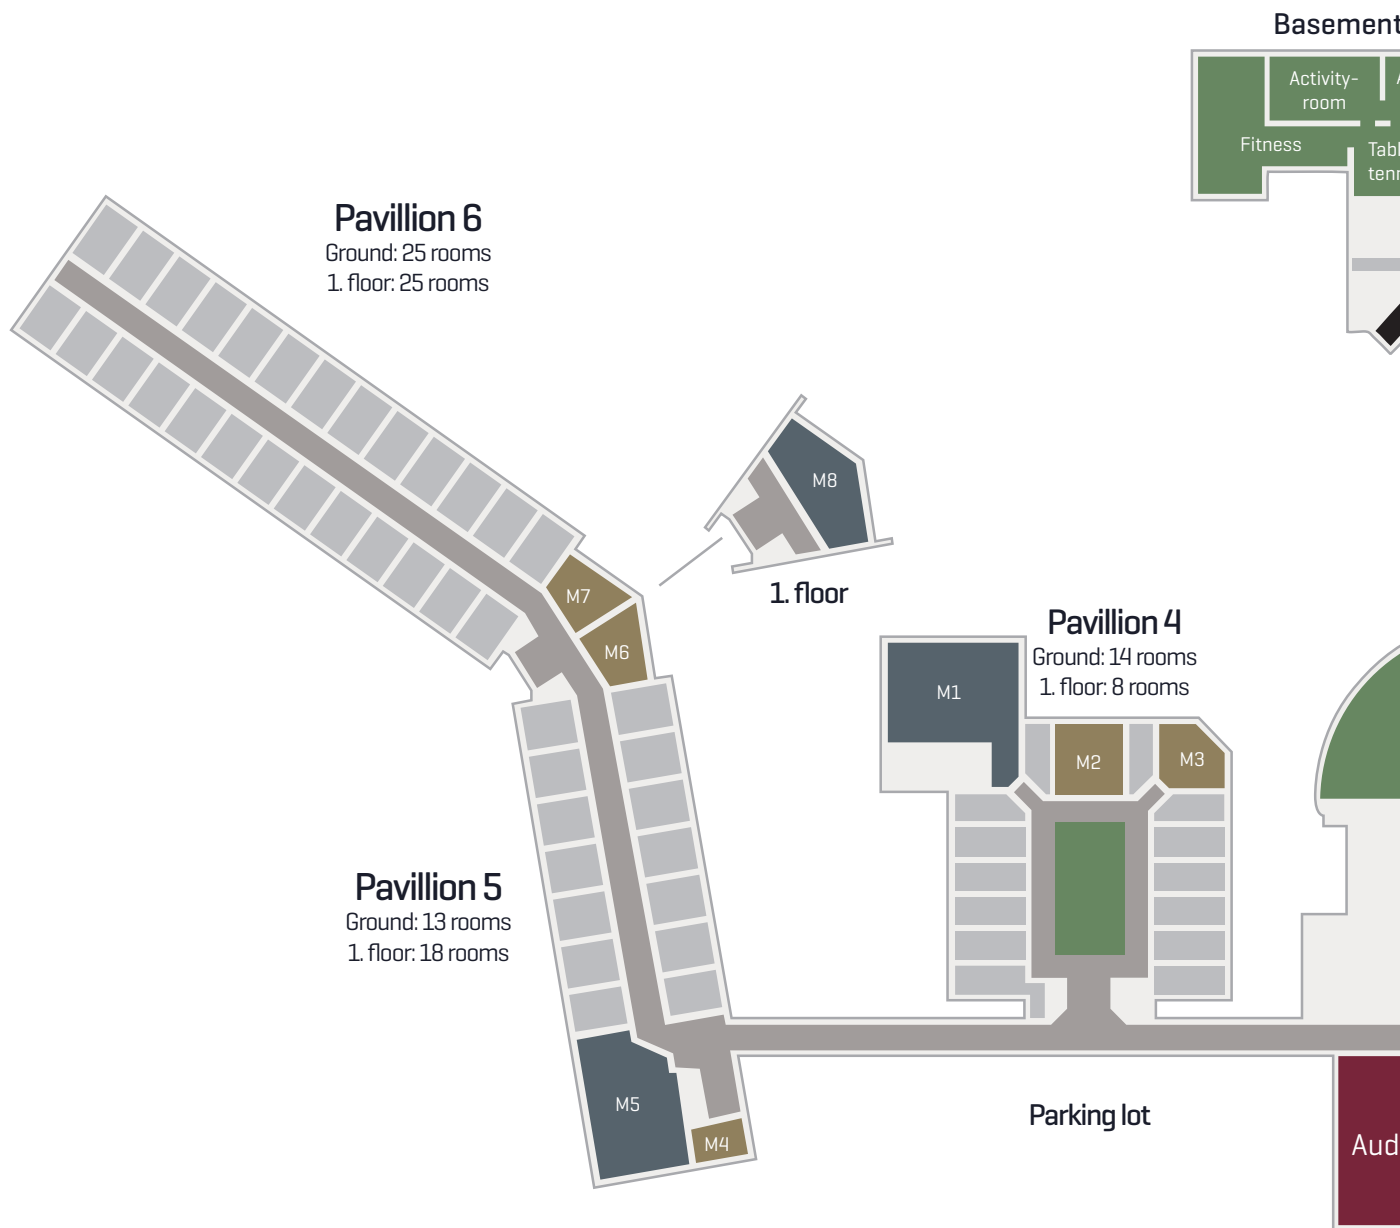 Basement
Activity-
room
Fitness
Pavillion 6
Ground: 25 rooms
1. floor: 25 rooms
M8
1. floor
M7
M6
Pavillion 4
Ground: 14 rooms
1. floor: 8 rooms
M1
M2
M3
Pavillion 5
Ground: 13 rooms
1. floor: 18 rooms
M5
M4
Parking lot